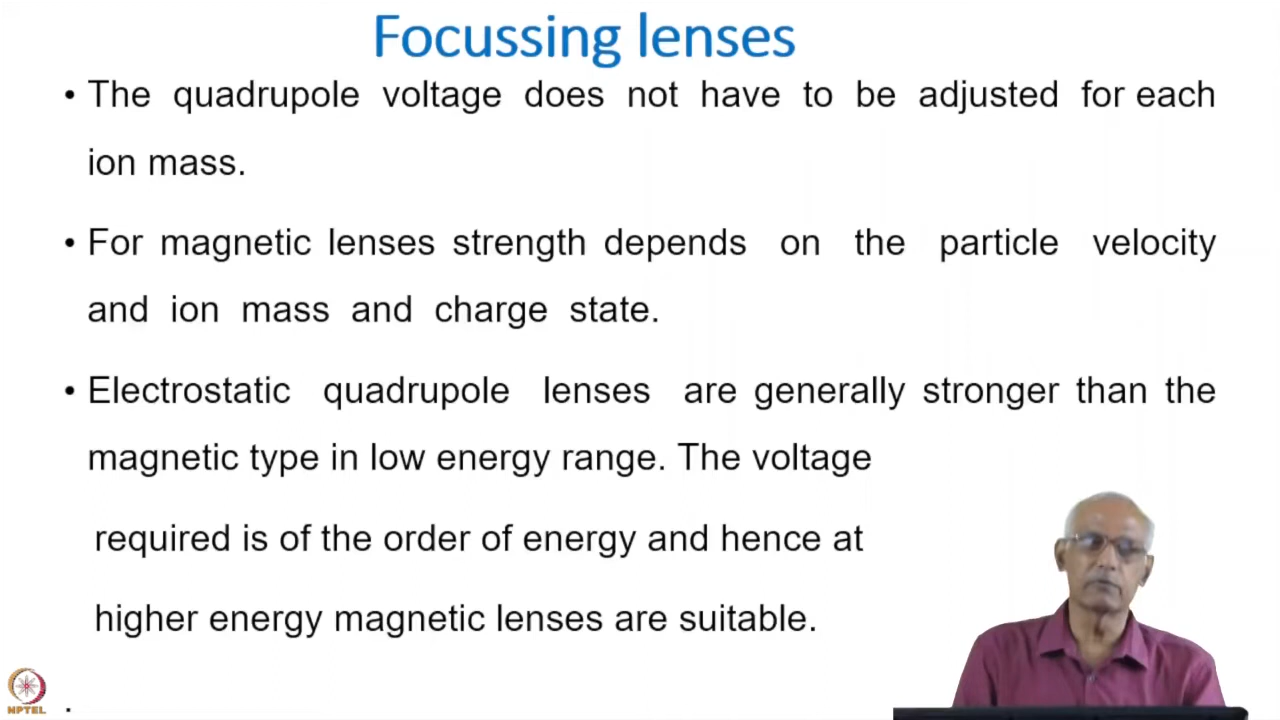 Focussing lenses
• The quadrupole voltage does not have to be adjusted for each
ion mass.
• For magnetic lenses strength depends on the particle velocity
and ion mass and charge state.
• Electrostatic quadrupole lenses are generally stronger than the
magnetic type in low energy range. The voltage
required is of the order of energy and hence at
higher energy magnetic lenses are suitable.
NPTEL